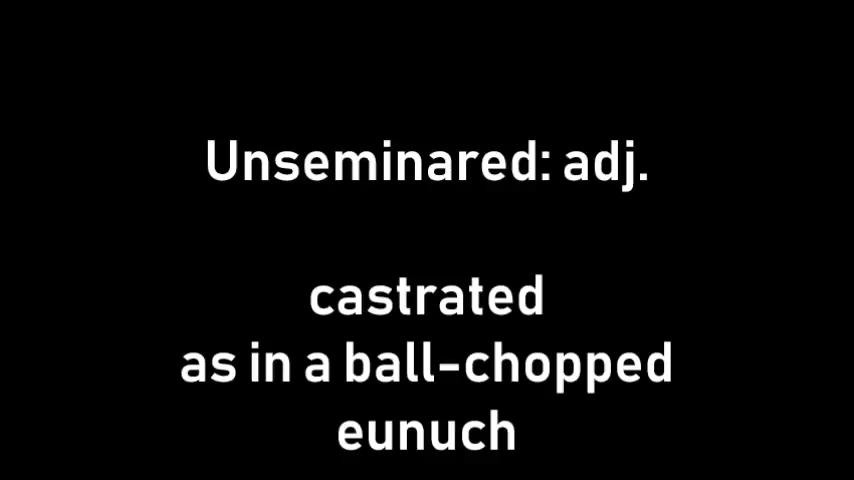 Unseminared: adj.
castrated
as in a ball-chopped
eunuch